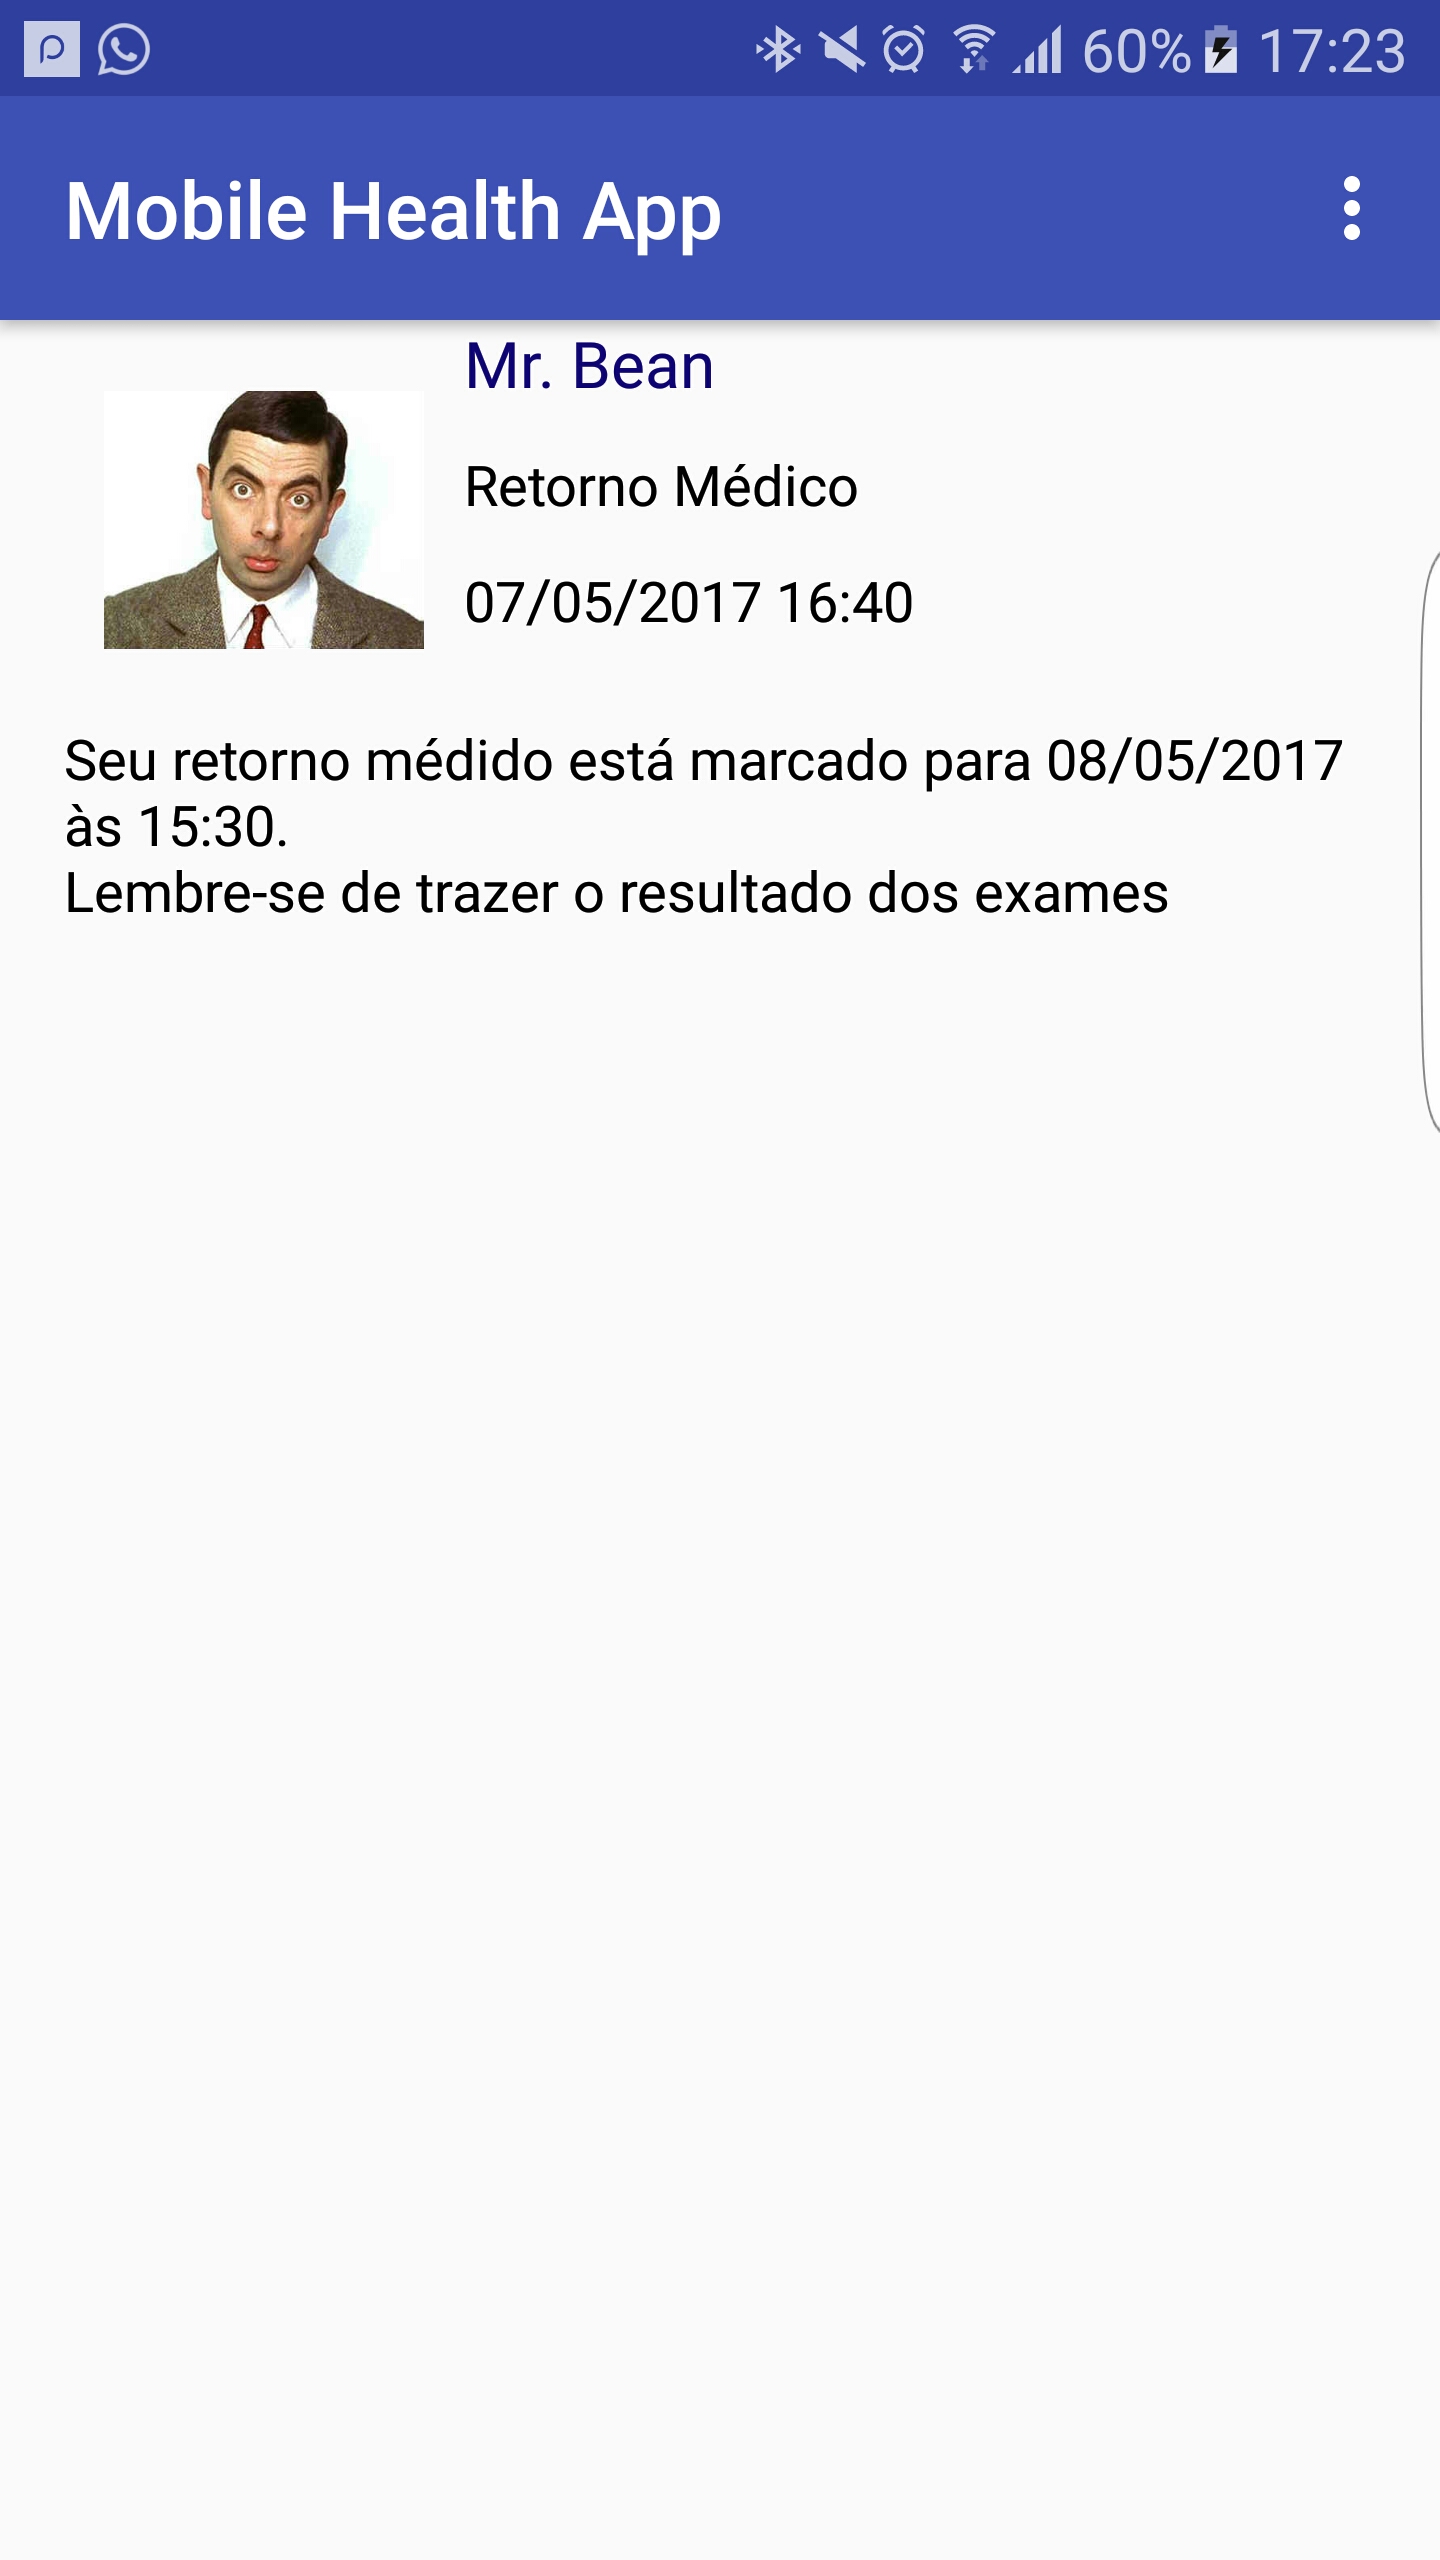 60% 17:23
Mobile Health App
Mr. Bean
Retorno Médico
07/05/2017 16:40
Seu retorno médido está marcado para 08/05/2017
às 15:30.
Lembre-se de trazer o resultado dos exames